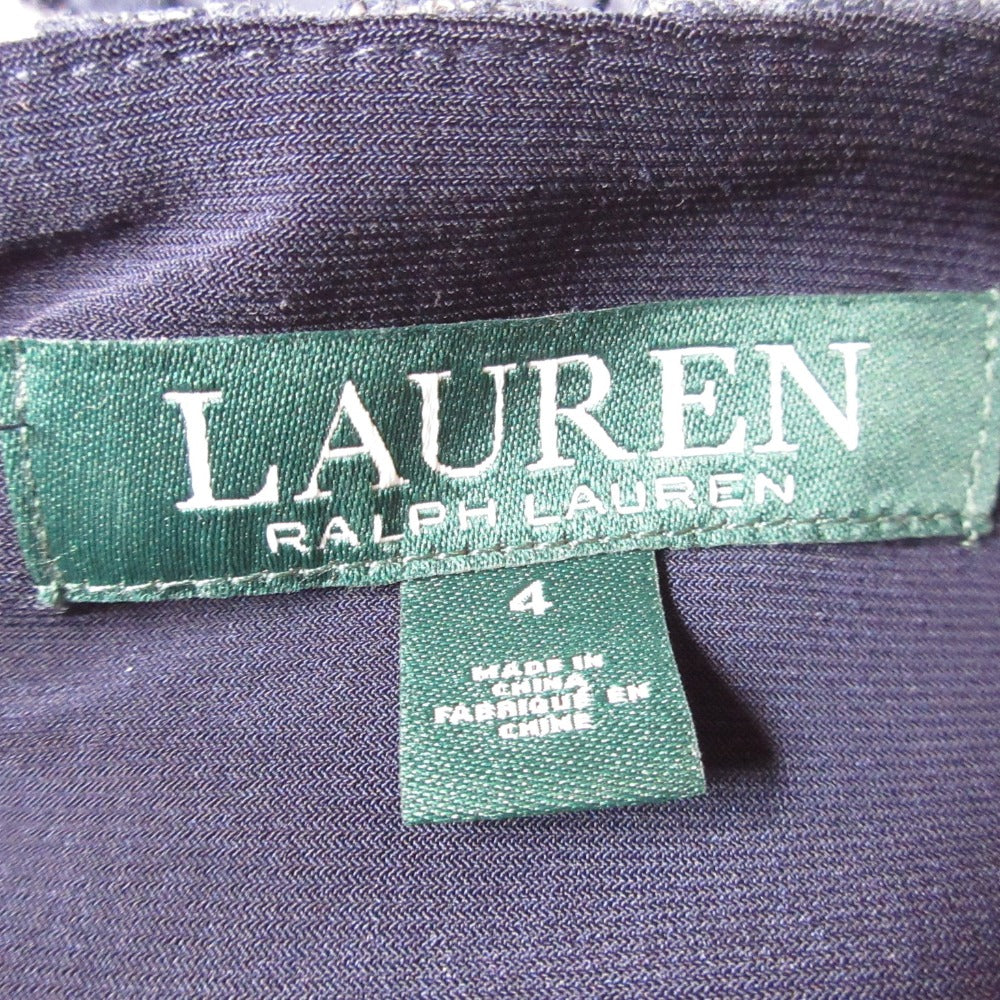 LAUREN
RALPH LAUREN
4
MADE IN
CHINA
FABRIQUÉ EN
CHINE